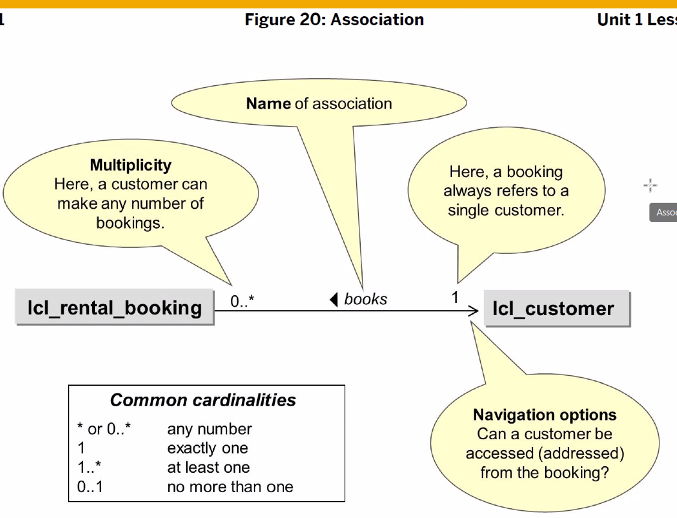 1
Figure 20: Association
Unit 1 Les
Name of association
Multiplicity
Here, a customer can
make any number of
bookings.
Here, a booking
always refers to a
single customer.
Asso
lcl_rental_booking
0..*
◀ books
1
lcl_customer
Common cardinalities
* or 0..* any number
1 exactly one
1..* at least one
0..1 no more than one
Navigation options
Can a customer be
accessed (addressed)
from the booking?